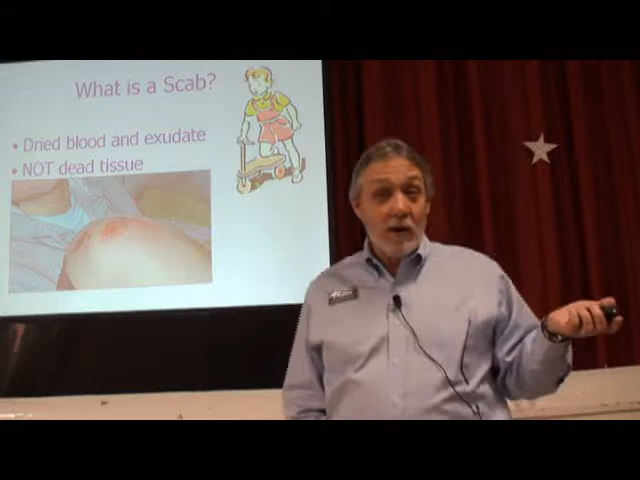 What is a Scab?
• Dried blood and exudate
• NOT dead tissue